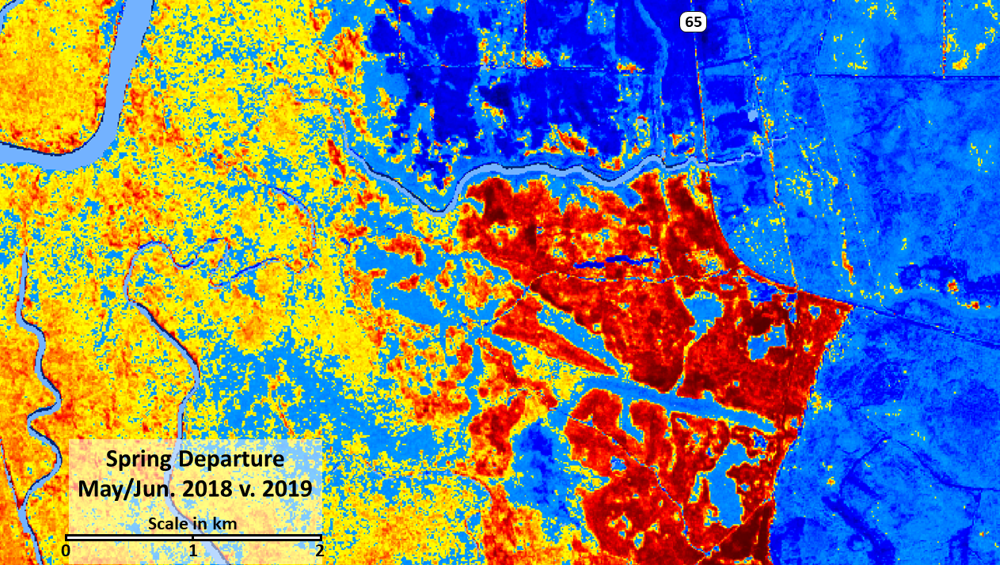 65
Spring Departure
May/Jun. 2018 v. 2019
Scale in km
0 1 2